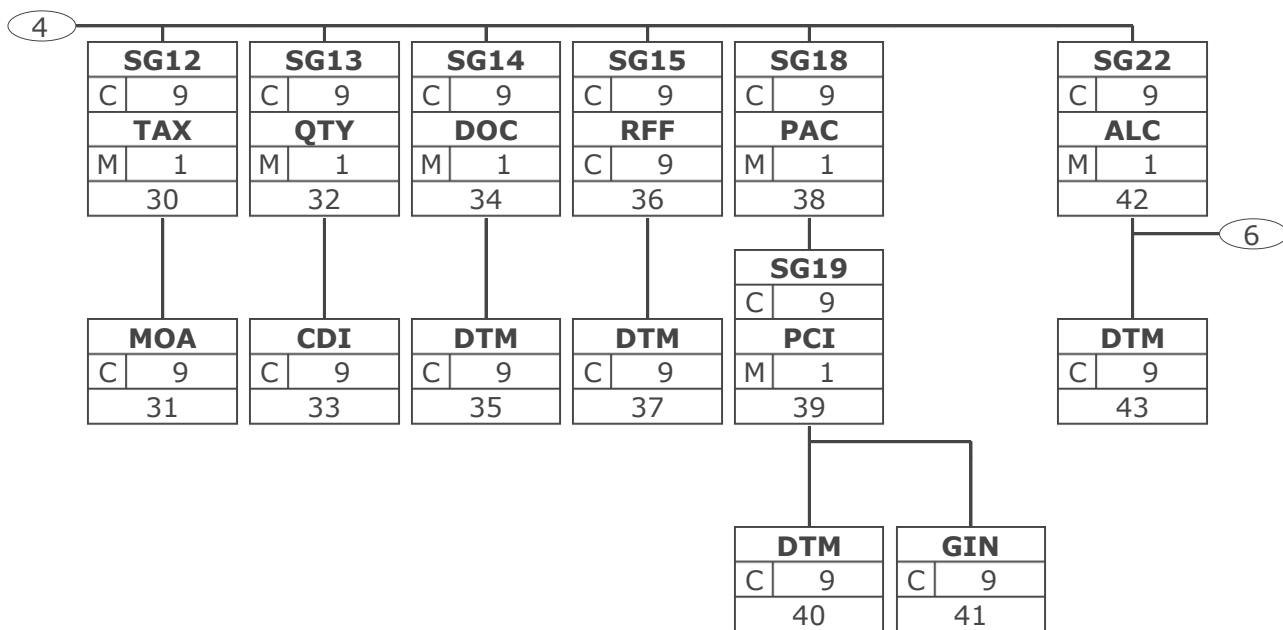 4
SG12 SG13 SG14 SG15 SG18 SG22
C 9 C 9 C 9 C 9 C 9 C 9
TAX QTY DOC RFF PAC ALC
M 1 M 1 M 1 C 9 M 1 M 1
30 32 34 36 38 42
6
SG19
C 9
MOA CDI DTM DTM PCI DTM
C 9 C 9 C 9 C 9 M 1 C 9
31 33 35 37 39 43
DTM GIN
C 9 C 9
40 41